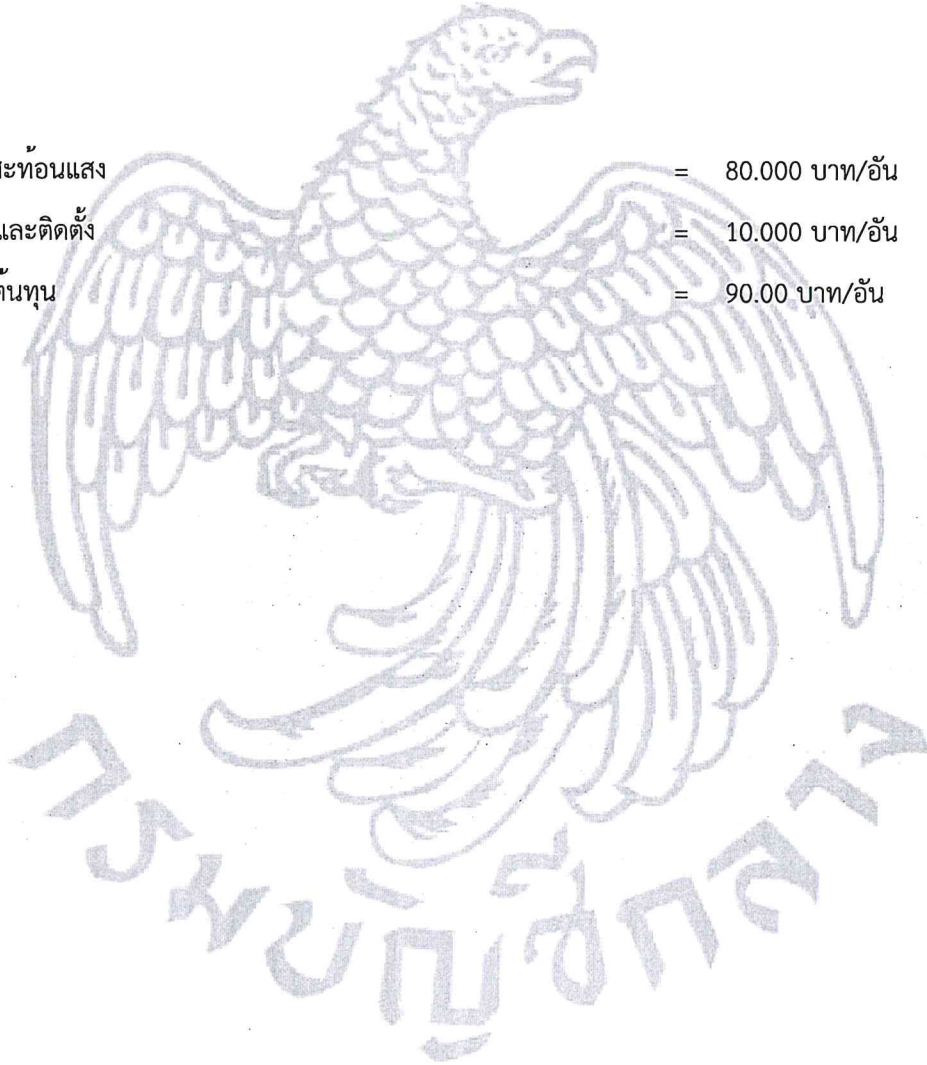 สะท้อนแสง = 80.000 บาท/อัน
และติดตั้ง = 10.000 บาท/อัน
ต้นทุน = 90.00 บาท/อัน
กรมบัญชีกลาง